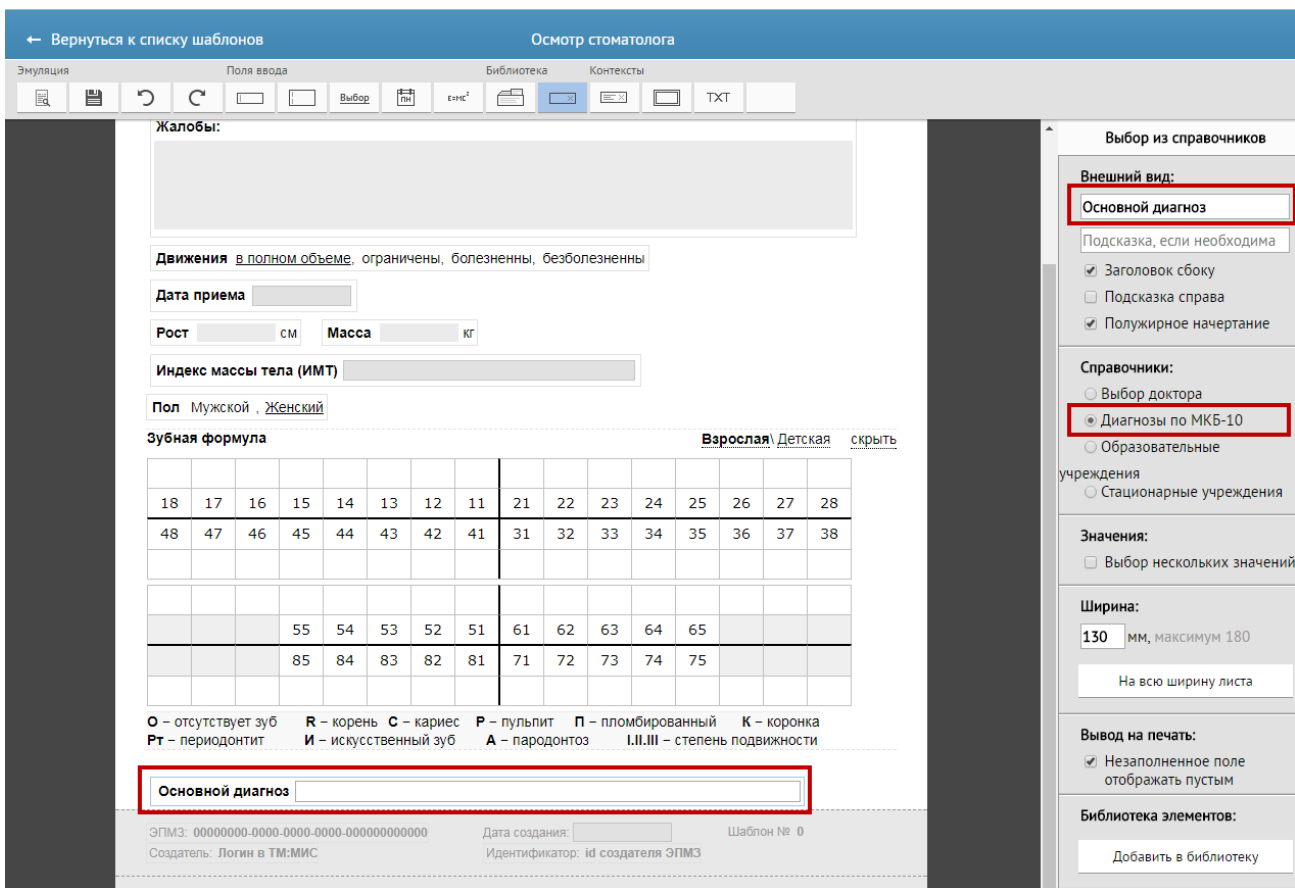 ← Вернуться к списку шаблонов Осмотр стоматолога
Эмуляция Поля ввода Библиотека Контексты
Выбор ПН E=MC² TXT
Жалобы:
Движения в полном объеме, ограничены, болезненны, безболезненны
Дата приема
Рост см Масса кг
Индекс массы тела (ИМТ)
Пол Мужской , Женский
Зубная формула Взрослая\ Детская скрыть
18 17 16 15 14 13 12 11 21 22 23 24 25 26 27 28
48 47 46 45 44 43 42 41 31 32 33 34 35 36 37 38
55 54 53 52 51 61 62 63 64 65
85 84 83 82 81 71 72 73 74 75
О – отсутствует зуб R – корень С – кариес Р – пульпит П – пломбированный К – коронка
Рт – периодонтит И – искусственный зуб А – пародонтоз I.II.III – степень подвижности
Основной диагноз
ЭПМЗ: 00000000-0000-0000-0000-000000000000 Дата создания: Шаблон № 0
Создатель: Логин в ТМ:МИС Идентификатор: id создателя ЭПМЗ
Выбор из справочников
Внешний вид:
Основной диагноз
Подсказка, если необходима
Заголовок сбоку
Подсказка справа
Полужирное начертание
Справочники:
Выбор доктора
Диагнозы по МКБ-10
Образовательные
учреждения
Стационарные учреждения
Значения:
Выбор нескольких значений
Ширина:
130 мм, максимум 180
На всю ширину листа
Вывод на печать:
Незаполненное поле
отображать пустым
Библиотека элементов:
Добавить в библиотеку